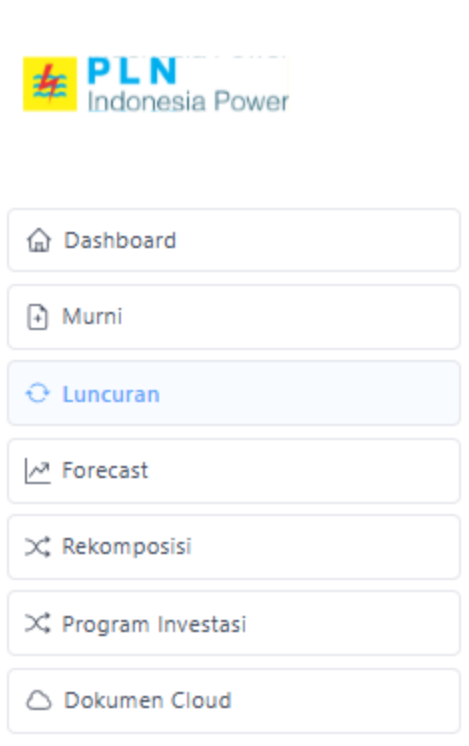 PLN
Indonesia Power
Dashboard
Murni
Luncuran
Forecast
Rekomposisi
Program Investasi
Dokumen Cloud